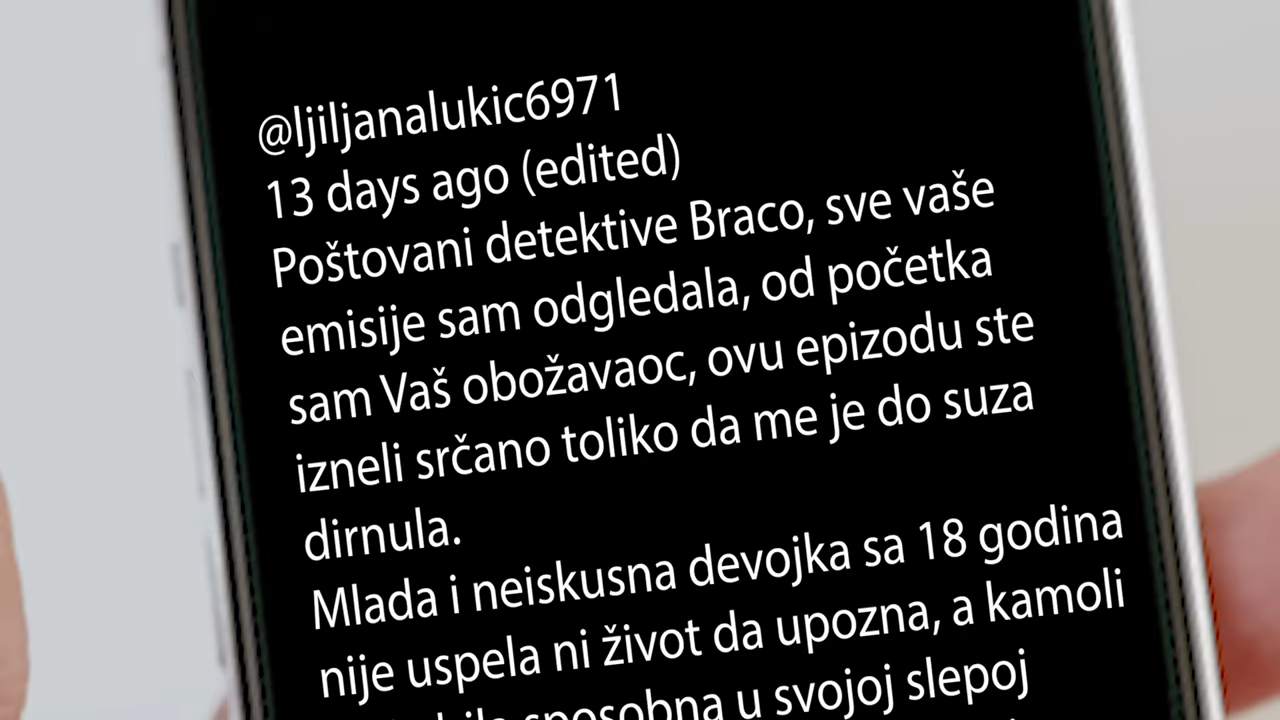 @ljiljanalukic6971
13 days ago (edited)
Poštovani detektive Braco, sve vaše
emisije sam odgledala, od početka
sam Vaš obožavaoc, ovu epizodu ste
izneli srčano toliko da me je do suza
dirnula.
Mlada i neiskusna devojka sa 18 godina
nije uspela ni život da upozna, a kamoli
sposobna u svojoj slepoj